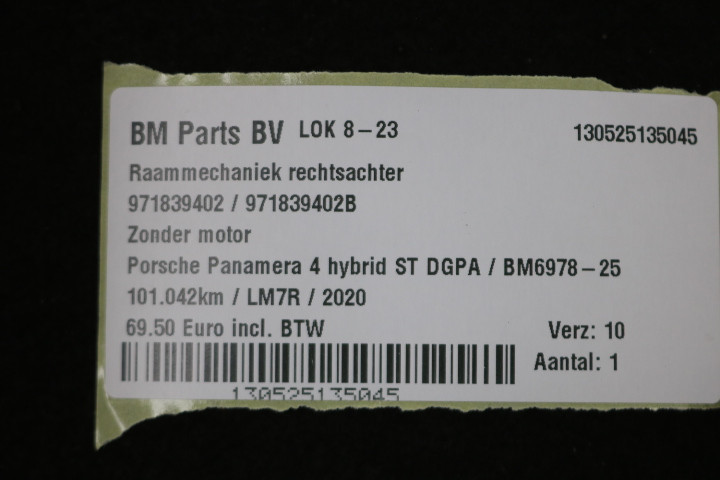 BM Parts BV LOK 8-23 130525135045
Raammechaniek rechtsachter
971839402 / 971839402B
Zonder motor
Porsche Panamera 4 hybrid ST DGPA / BM6978-25
101.042km / LM7R / 2020
69.50 Euro incl. BTW Verz: 10
Aantal: 1
130525135045